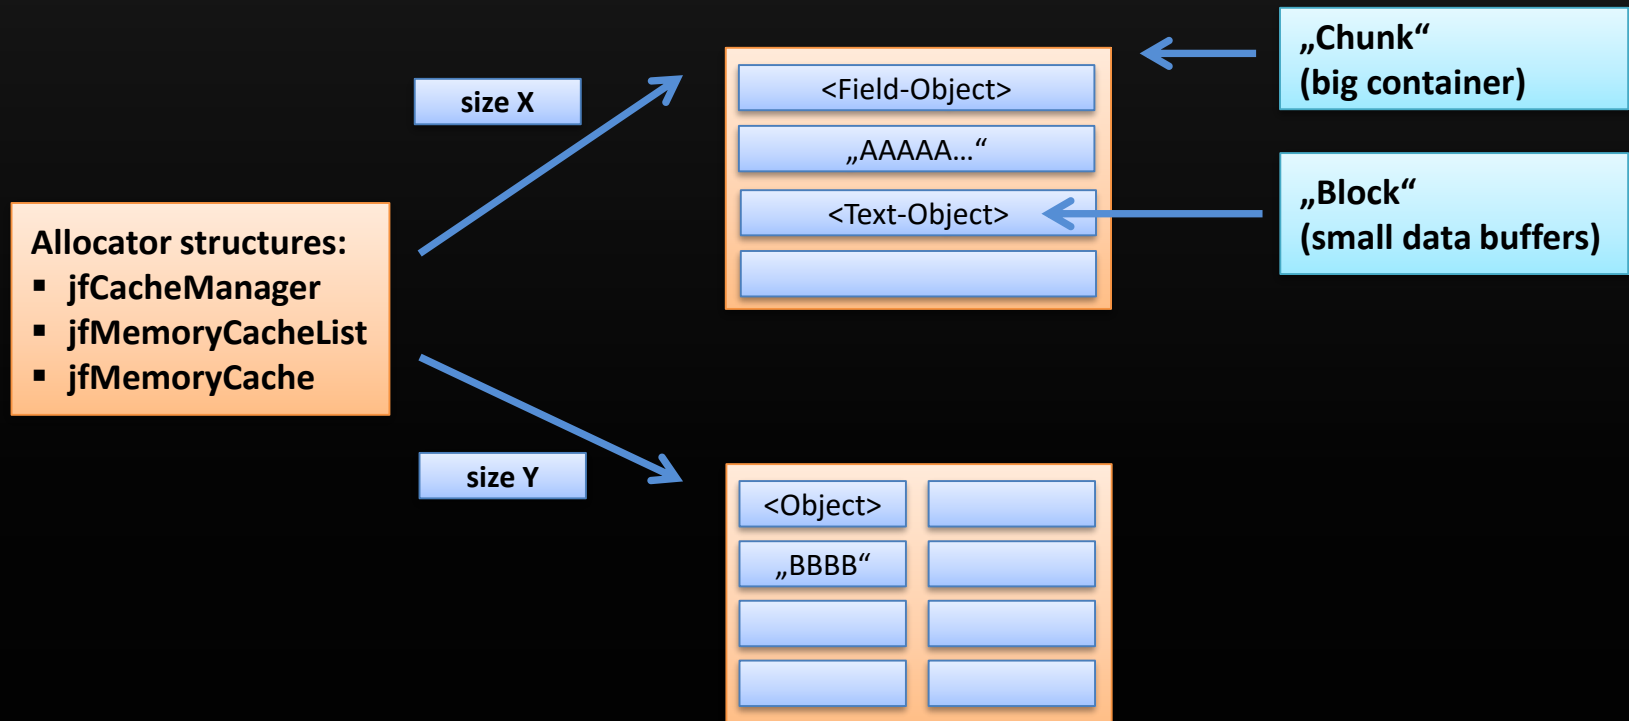 Allocator structures:
▪ jfCacheManager
▪ jfMemoryCacheList
▪ jfMemoryCache
size X
size Y
<Field-Object>
„AAAAA…“
<Text-Object>
<Object>
„BBBB“
„Chunk“
(big container)
„Block“
(small data buffers)